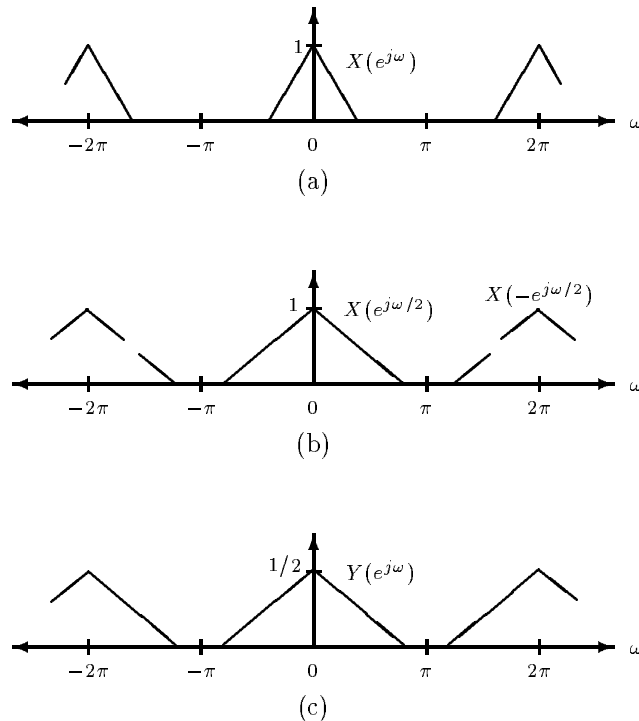 1
X(e^{jω})
ω
−2π −π 0 π 2π
(a)
1
X(e^{jω/2})
X(−e^{jω/2})
ω
−2π −π 0 π 2π
(b)
1/2
Y(e^{jω})
ω
−2π −π 0 π 2π
(c)